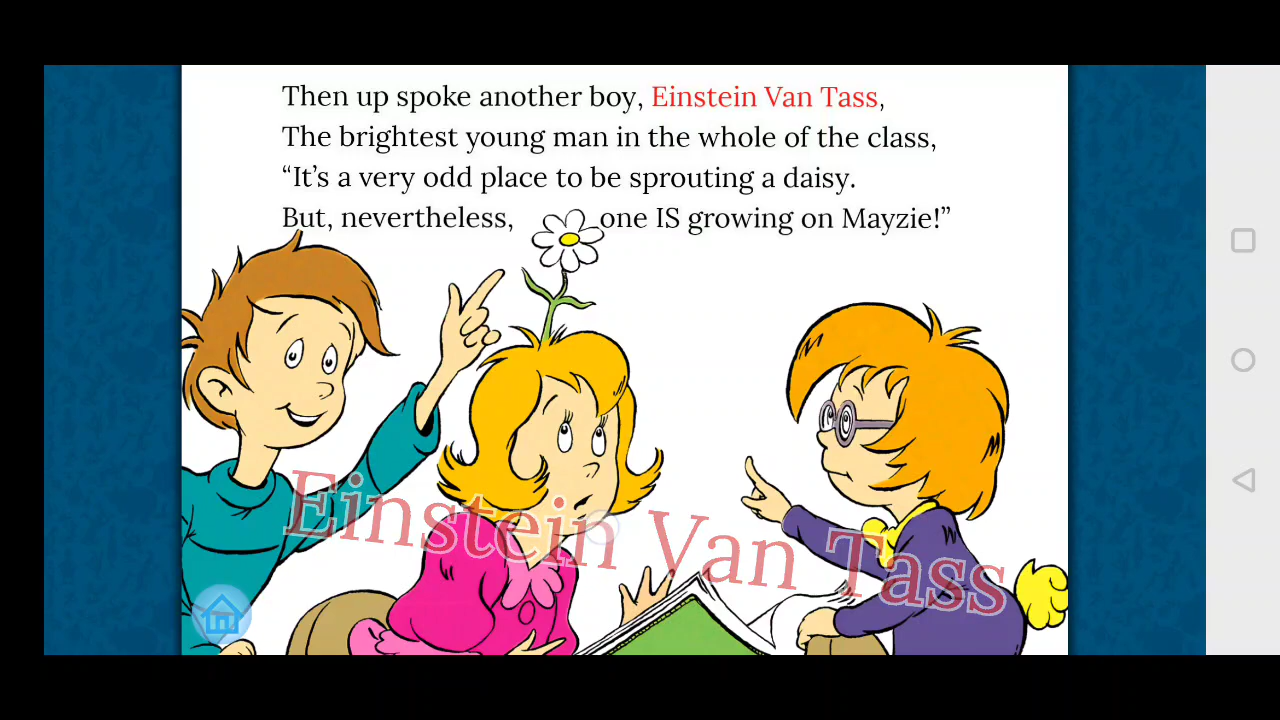 Then up spoke another boy, Einstein Van Tass,
The brightest young man in the whole of the class,
“It’s a very odd place to be sprouting a daisy.
But, nevertheless, one IS growing on Mayzie!”
Einstein Van Tass